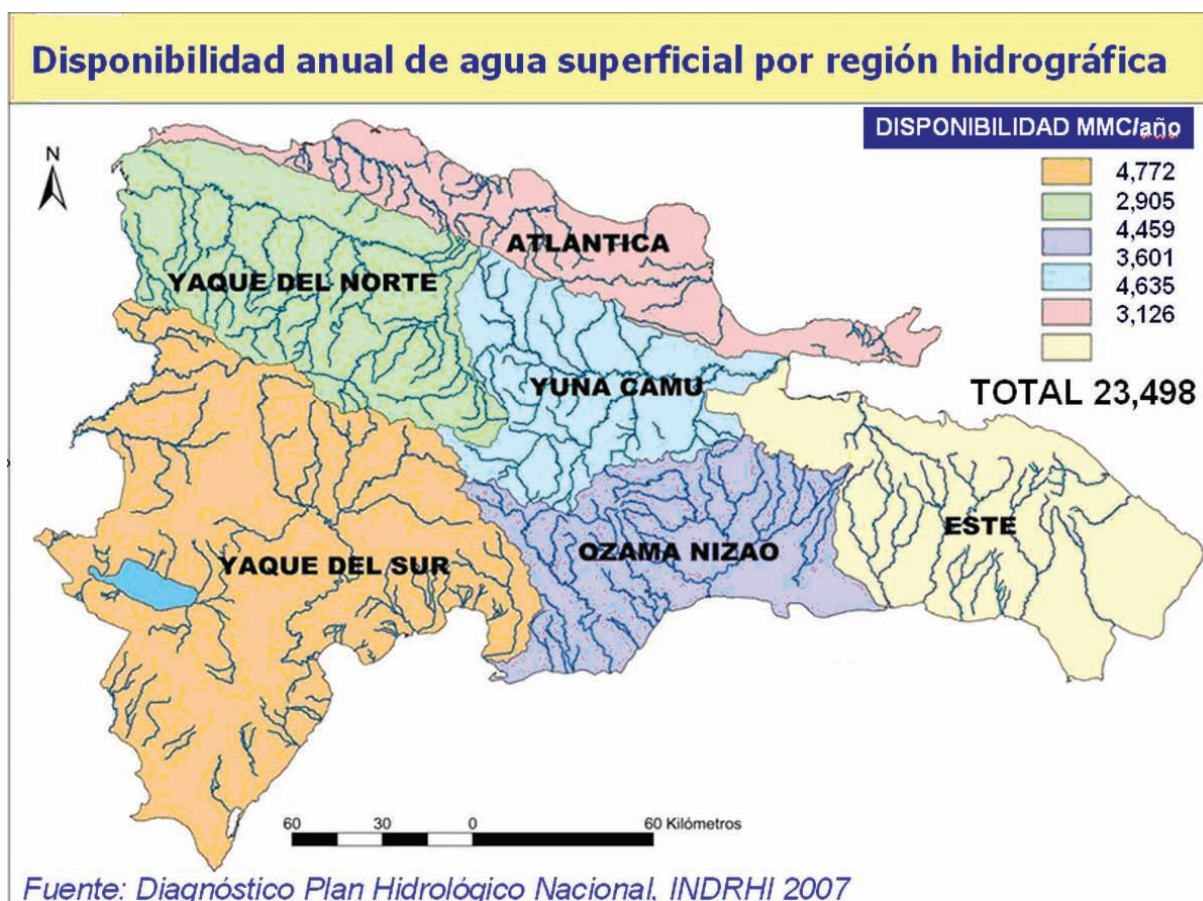 Disponibilidad anual de agua superficial por región hidrográfica
DISPONIBILIDAD MMC/año
4,772
2,905
4,459
3,601
4,635
3,126
TOTAL 23,498
N
ATLANTICA
YAQUE DEL NORTE
YUNA CAMU
ESTE
OZAMA NIZAO
YAQUE DEL SUR
60 30 0 60 Kilómetros
Fuente: Diagnóstico Plan Hidrológico Nacional, INDRHI 2007